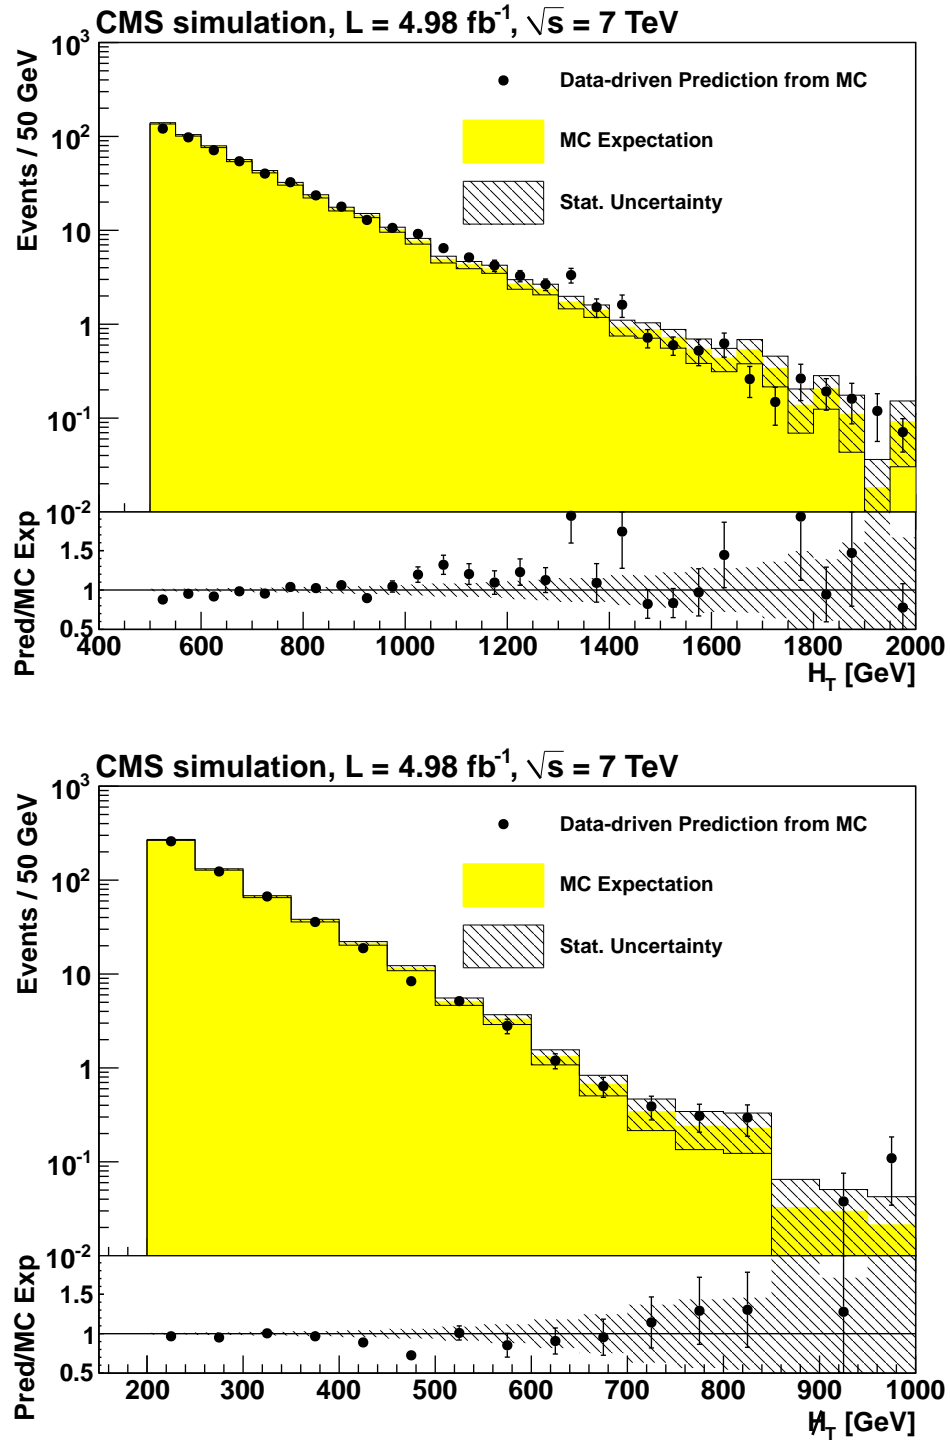 CMS simulation, L = 4.98 fb⁻¹, √s = 7 TeV
Events / 50 GeV
10³
10²
10
1
10⁻¹
10⁻²
Data-driven Prediction from MC
MC Expectation
Stat. Uncertainty
Pred/MC Exp
1.5
1
0.5
400 600 800 1000 1200 1400 1600 1800 2000
H_T [GeV]
CMS simulation, L = 4.98 fb⁻¹, √s = 7 TeV
Events / 50 GeV
10³
10²
10
1
10⁻¹
10⁻²
Data-driven Prediction from MC
MC Expectation
Stat. Uncertainty
Pred/MC Exp
1.5
1
0.5
200 300 400 500 600 700 800 900 1000
H̸_T [GeV]